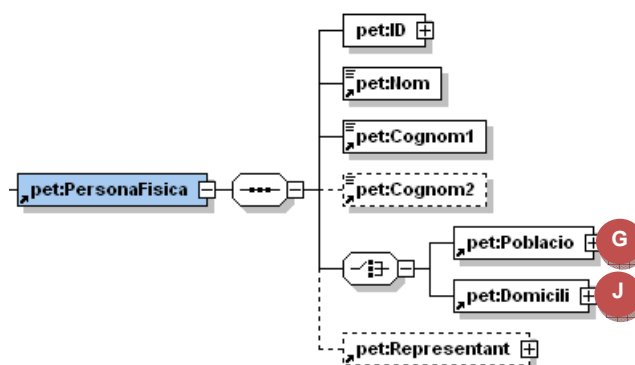 pet:ID
pet:Nom
pet:Cognom1
pet:PersonaFisica
pet:Cognom2
pet:Poblacio
G
pet:Domicili
J
pet:Representant